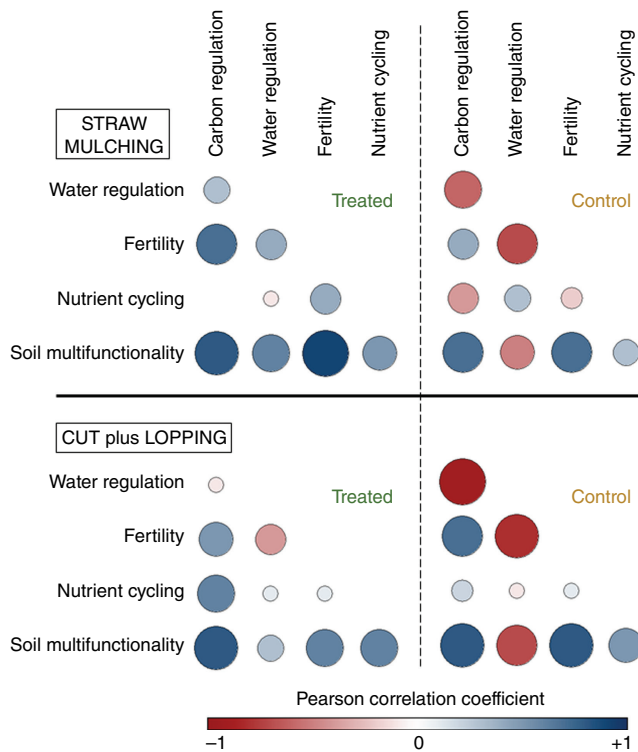 Carbon regulation
Water regulation
Fertility
Nutrient cycling
Carbon regulation
Water regulation
Fertility
Nutrient cycling
STRAW
MULCHING
Water regulation
Treated
Control
Fertility
Nutrient cycling
Soil multifunctionality
CUT plus LOPPING
Water regulation
Treated
Control
Fertility
Nutrient cycling
Soil multifunctionality
Pearson correlation coefficient
−1 0 +1